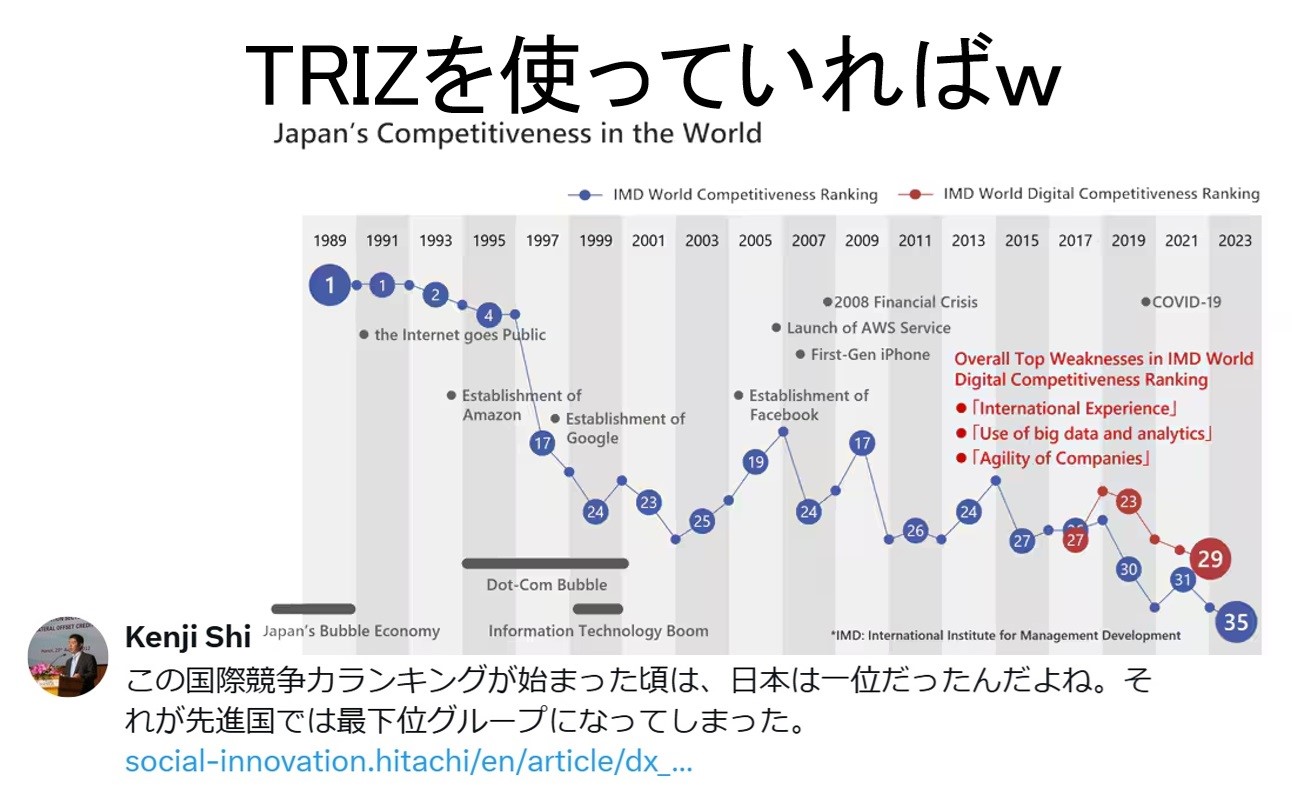 TRIZを使っていればw
Japan's Competitiveness in the World
IMD World Competitiveness Ranking
IMD World Digital Competitiveness Ranking
1989 1991 1993 1995 1997 1999 2001 2003 2005 2007 2009 2011 2013 2015 2017 2019 2021 2023
1 1 2 4 17 24 23 25 19 24 17 26 24 27 27 30 31 35
23 29
the Internet goes Public
Establishment of
Amazon
Establishment of
Google
Establishment of
Facebook
2008 Financial Crisis
Launch of AWS Service
First-Gen iPhone
COVID-19
Overall Top Weaknesses in IMD World
Digital Competitiveness Ranking
●「International Experience」
●「Use of big data and analytics」
●「Agility of Companies」
Dot-Com Bubble
Japan's Bubble Economy
Information Technology Boom
*IMD: International Institute for Management Development
Kenji Shi
この国際競争力ランキングが始まった頃は、日本は一位だったんだよね。そ
れが先進国では最下位グループになってしまった。
social-innovation.hitachi/en/article/dx_...